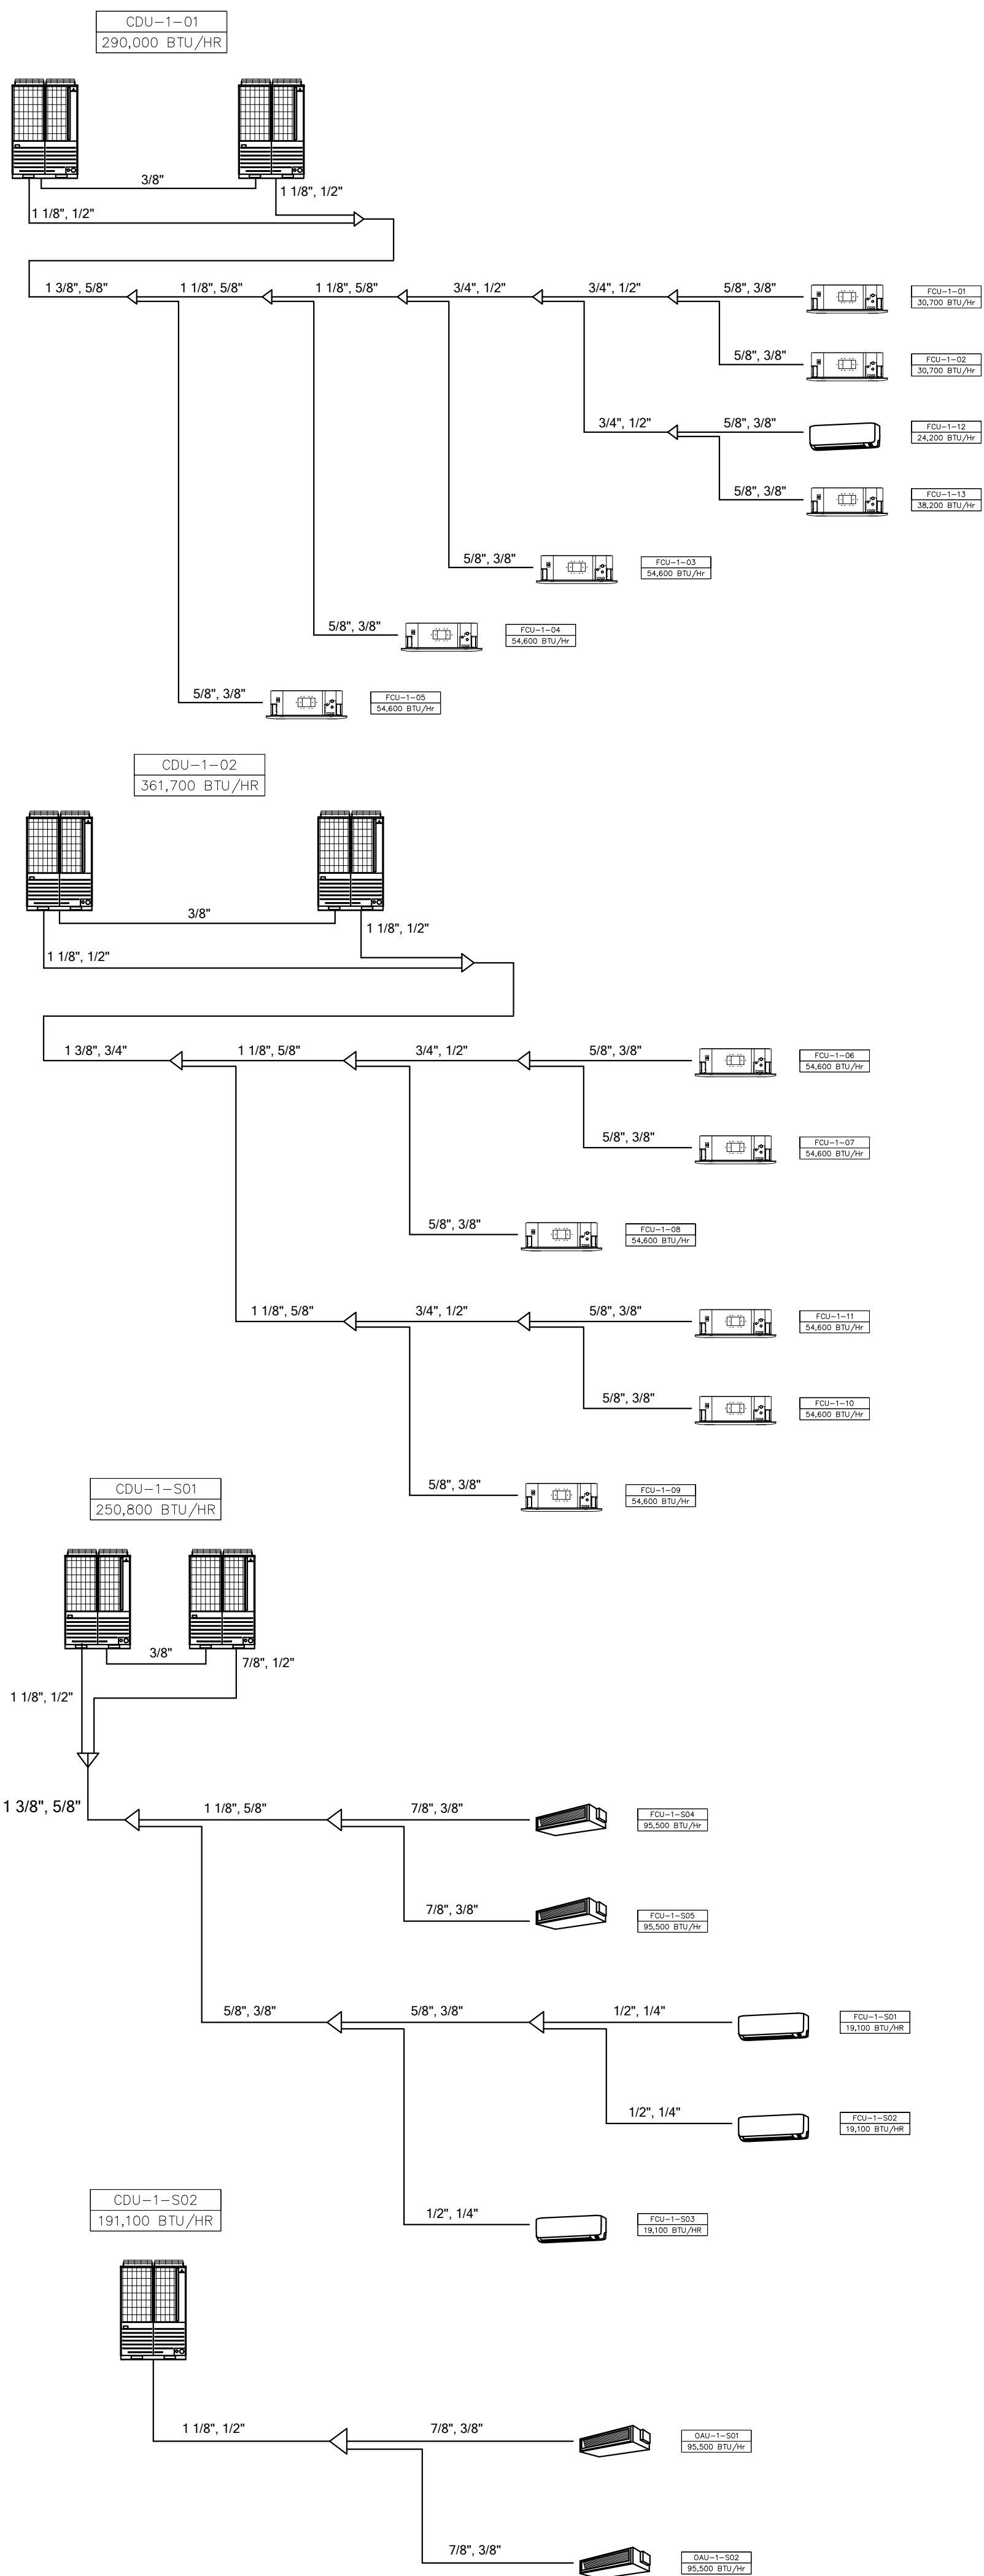 CDU-1-01
290,000 BTU/HR
3/8"
1 1/8", 1/2"
1 1/8", 1/2"
1 3/8", 5/8"
1 1/8", 5/8"
1 1/8", 5/8"
3/4", 1/2"
3/4", 1/2"
5/8", 3/8"
FCU-1-01
30,700 BTU/Hr
5/8", 3/8"
FCU-1-02
30,700 BTU/Hr
3/4", 1/2"
5/8", 3/8"
FCU-1-12
24,200 BTU/Hr
5/8", 3/8"
FCU-1-13
38,200 BTU/Hr
5/8", 3/8"
FCU-1-03
54,600 BTU/Hr
5/8", 3/8"
FCU-1-04
54,600 BTU/Hr
5/8", 3/8"
FCU-1-05
54,600 BTU/Hr
CDU-1-02
361,700 BTU/HR
3/8"
1 1/8", 1/2"
1 1/8", 1/2"
1 3/8", 3/4"
1 1/8", 5/8"
3/4", 1/2"
5/8", 3/8"
FCU-1-06
54,600 BTU/Hr
5/8", 3/8"
FCU-1-07
54,600 BTU/Hr
5/8", 3/8"
FCU-1-08
54,600 BTU/Hr
1 1/8", 5/8"
3/4", 1/2"
5/8", 3/8"
FCU-1-11
54,600 BTU/Hr
5/8", 3/8"
FCU-1-10
54,600 BTU/Hr
5/8", 3/8"
FCU-1-09
54,600 BTU/Hr
CDU-1-S01
250,800 BTU/HR
3/8"
7/8", 1/2"
1 1/8", 1/2"
1 3/8", 5/8"
1 1/8", 5/8"
7/8", 3/8"
FCU-1-S04
95,500 BTU/Hr
7/8", 3/8"
FCU-1-S05
95,500 BTU/Hr
5/8", 3/8"
5/8", 3/8"
1/2", 1/4"
FCU-1-S01
19,100 BTU/HR
1/2", 1/4"
FCU-1-S02
19,100 BTU/HR
1/2", 1/4"
FCU-1-S03
19,100 BTU/HR
CDU-1-S02
191,100 BTU/HR
1 1/8", 1/2"
7/8", 3/8"
OAU-1-S01
95,500 BTU/Hr
7/8", 3/8"
OAU-1-S02
95,500 BTU/Hr